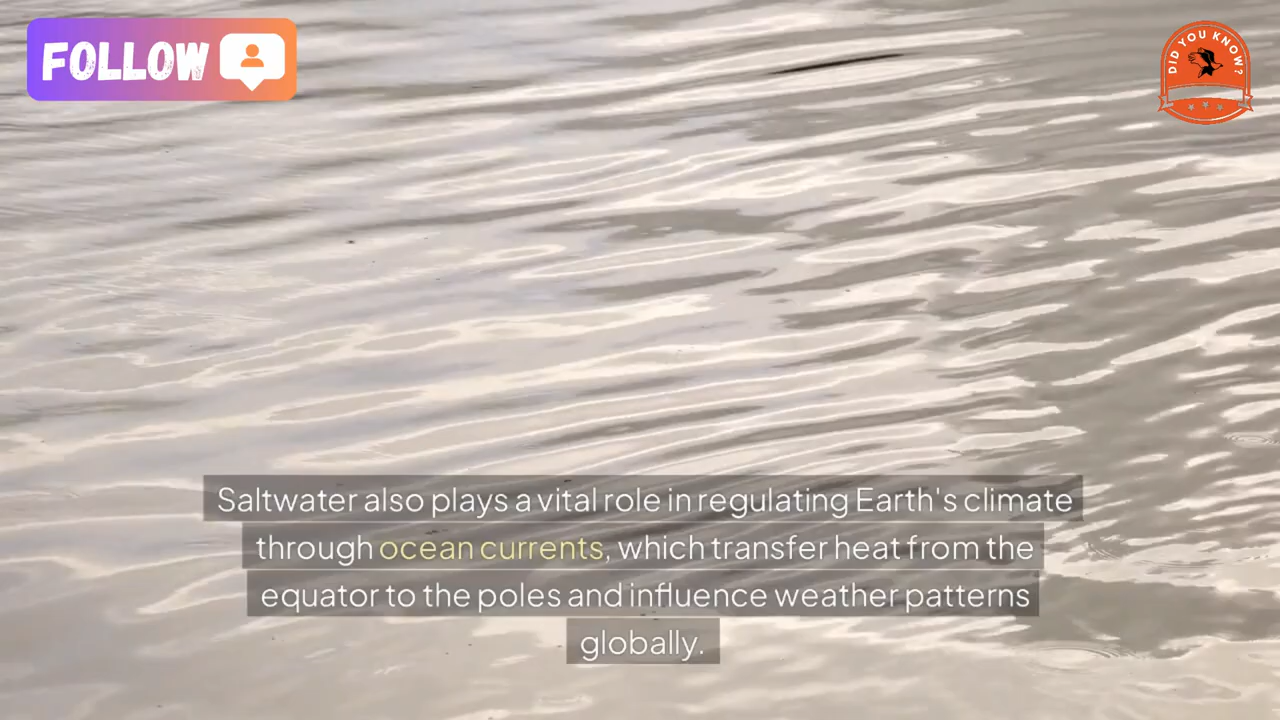 FOLLOW
DID YOU KNOW?
Saltwater also plays a vital role in regulating Earth's climate
through ocean currents, which transfer heat from the
equator to the poles and influence weather patterns
globally.